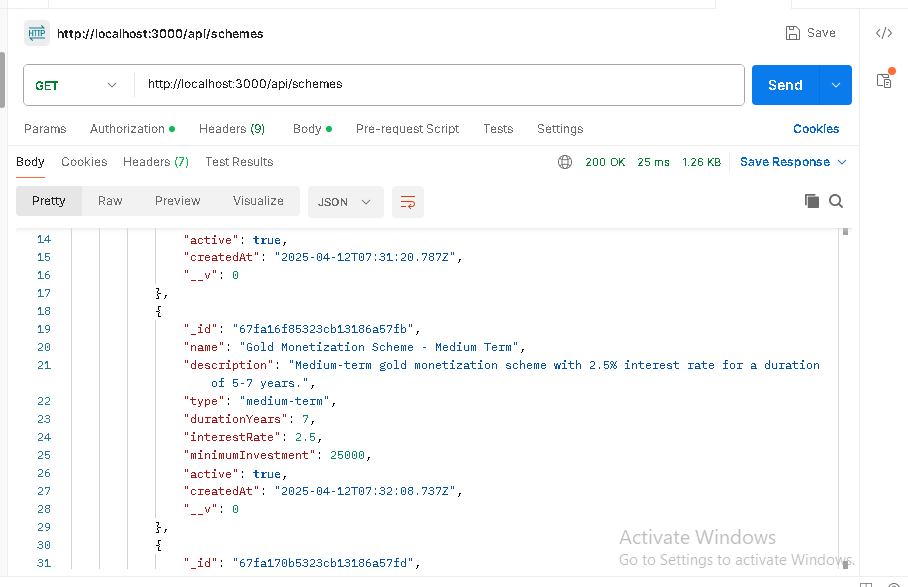 HTTP http://localhost:3000/api/schemes Save </>
GET http://localhost:3000/api/schemes Send
Params Authorization Headers (9) Body Pre-request Script Tests Settings Cookies
Body Cookies Headers (7) Test Results 200 OK 25 ms 1.26 KB Save Response
Pretty Raw Preview Visualize JSON
14 "active": true,
15 "createdAt": "2025-04-12T07:31:20.787Z",
16 "__v": 0
17 },
18 {
19 "_id": "67fa16f85323cb13186a57fb",
20 "name": "Gold Monetization Scheme - Medium Term",
21 "description": "Medium-term gold monetization scheme with 2.5% interest rate for a duration
of 5-7 years.",
22 "type": "medium-term",
23 "durationYears": 7,
24 "interestRate": 2.5,
25 "minimumInvestment": 25000,
26 "active": true,
27 "createdAt": "2025-04-12T07:32:08.737Z",
28 "__v": 0
29 },
30 {
31 "_id": "67fa170b5323cb13186a57fd",
Activate Windows
Go to Settings to activate Windows.